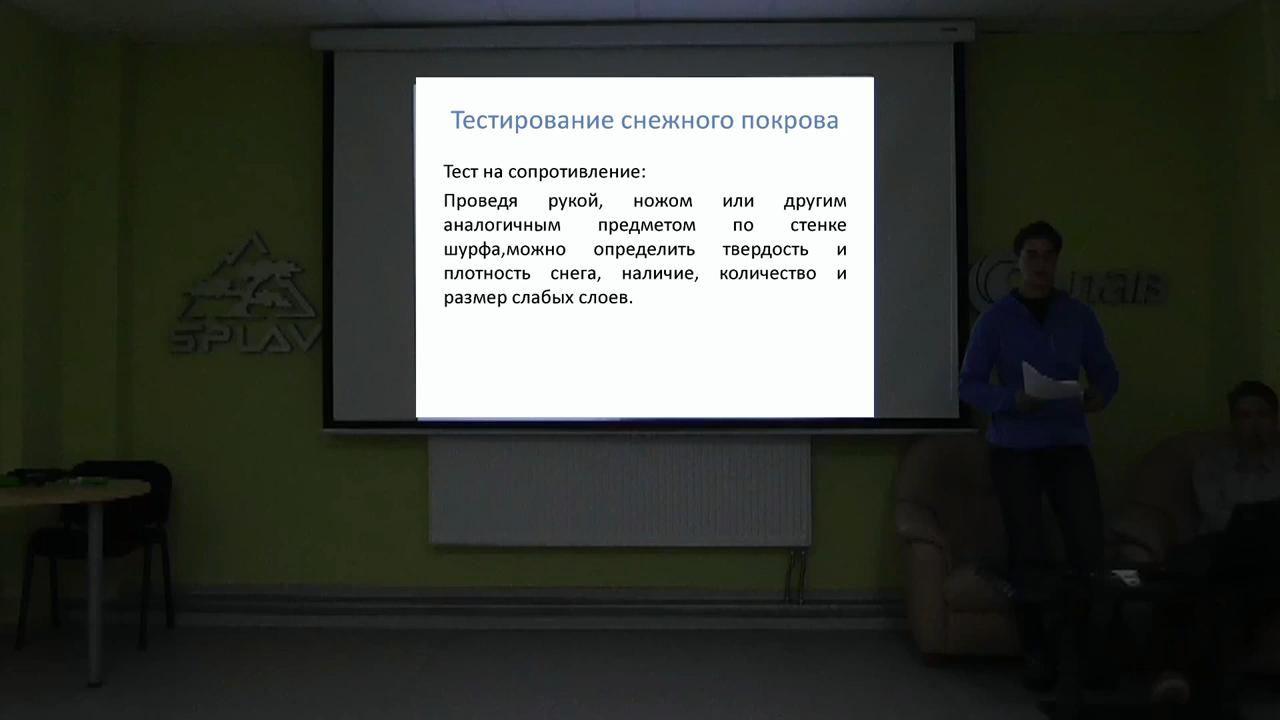 Тестирование снежного покрова
Тест на сопротивление:
Проведя рукой, ножом или другим
аналогичным предметом по стенке
шурфа,можно определить твердость и
плотность снега, наличие, количество и
размер слабых слоев.
SPLAV